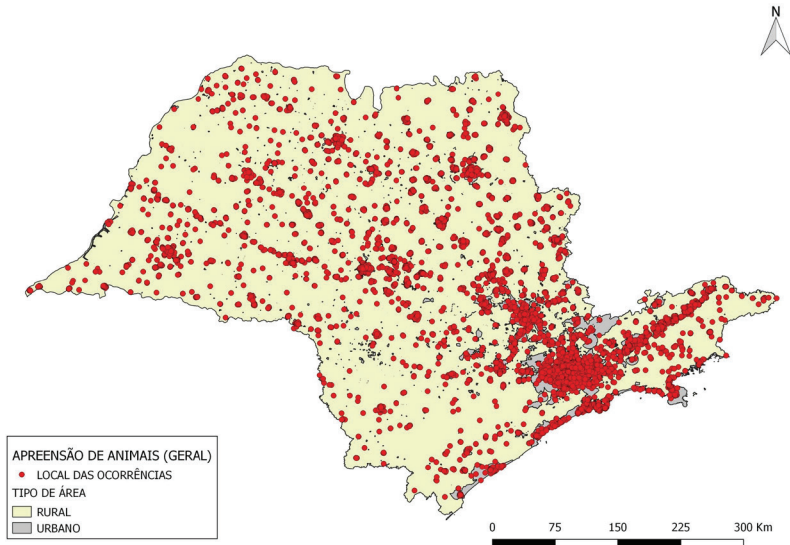 N
APREENSÃO DE ANIMAIS (GERAL)
LOCAL DAS OCORRÊNCIAS
TIPO DE ÁREA
RURAL
URBANO
0 75 150 225 300 Km